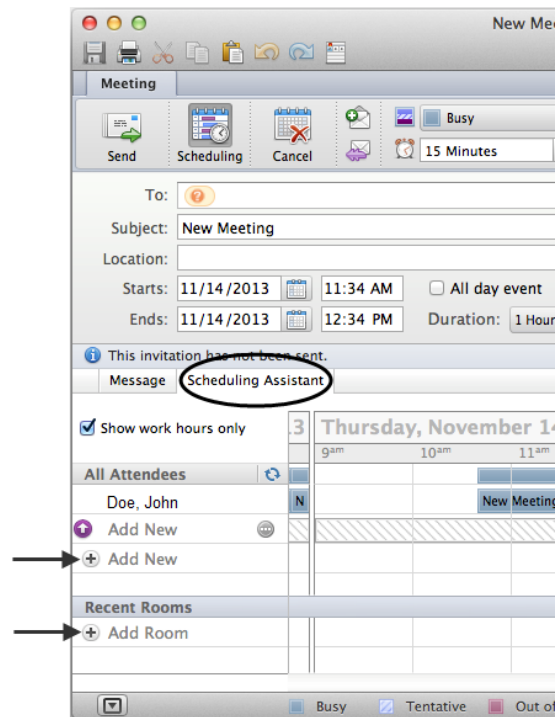 New Mee
Meeting
Send
Scheduling
Cancel
Busy
15 Minutes
To:
Subject: New Meeting
Location:
Starts: 11/14/2013 11:34 AM All day event
Ends: 11/14/2013 12:34 PM Duration: 1 Hour
This invitation has not been sent.
Message Scheduling Assistant
Show work hours only .3 Thursday, November 14
9am 10am 11am
All Attendees
Doe, John N New Meeting
Add New
Add New
Recent Rooms
Add Room
Busy Tentative Out of